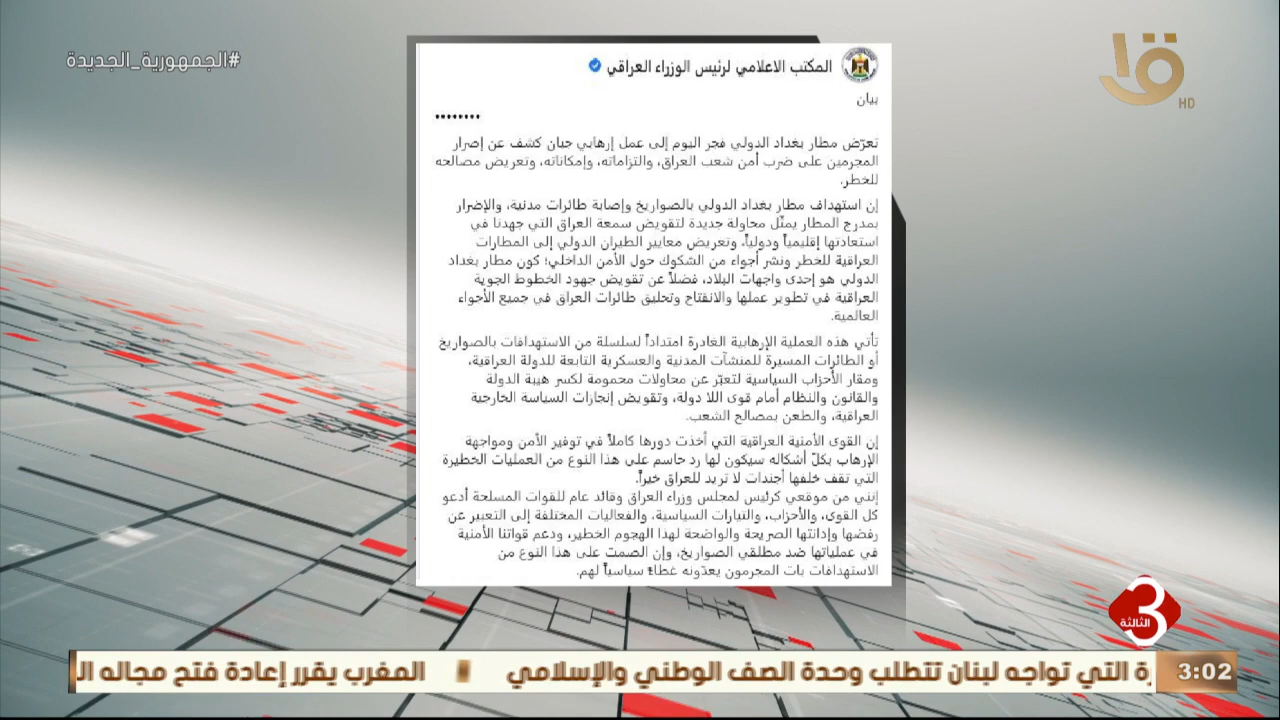 #الجمهورية_الجديدة
HD
المكتب الاعلامي لرئيس الوزراء العراقي
بيان
••••••••
تعرّض مطار بغداد الدولي فجر اليوم إلى عمل إرهابي جبان كشف عن إصرار
المجرمين على ضرب أمن شعب العراق، والتزاماته، وإمكاناته، وتعريض مصالحه
للخطر.
إن استهداف مطار بغداد الدولي بالصواريخ وإصابة طائرات مدنية، والإضرار
بمدرج المطار يمثّل محاولة جديدة لتقويض سمعة العراق التي جهدنا في
استعادتها إقليمياً ودولياً، وتعريض معايير الطيران الدولي إلى المطارات
العراقية للخطر ونشر أجواء من الشكوك حول الأمن الداخلي؛ كون مطار بغداد
الدولي هو إحدى واجهات البلاد، فضلاً عن تقويض جهود الخطوط الجوية
العراقية في تطوير عملها والانفتاح وتحليق طائرات العراق في جميع الأجواء
العالمية.
تأتي هذه العملية الإرهابية الغادرة امتداداً لسلسلة من الاستهدافات بالصواريخ
أو الطائرات المسيرة للمنشآت المدنية والعسكرية التابعة للدولة العراقية،
ومقار الأحزاب السياسية لتعبّر عن محاولات محمومة لكسر هيبة الدولة
والقانون والنظام أمام قوى اللا دولة، وتقويض إنجازات السياسة الخارجية
العراقية، والطعن بمصالح الشعب.
إن القوى الأمنية العراقية التي أخذت دورها كاملاً في توفير الأمن ومواجهة
الإرهاب بكلّ أشكاله سيكون لها رد حاسم على هذا النوع من العمليات الخطيرة
التي تقف خلفها أجندات لا تريد للعراق خيراً.
إنني من موقعي كرئيس لمجلس وزراء العراق وقائد عام للقوات المسلحة أدعو
كل القوى، والأحزاب، والتيارات السياسية، والفعاليات المختلفة إلى التعبير عن
رفضها وإدانتها الصريحة والواضحة لهذا الهجوم الخطير، ودعم قواتنا الأمنية
في عملياتها ضد مطلقي الصواريخ، وإن الصمت على هذا النوع من
الاستهدافات بات المجرمون يعدّونه غطاءً سياسياً لهم.
3
الثالثة
3:02
رة التي تواجه لبنان تتطلب وحدة الصف الوطني والإسلامي المغرب يقرر إعادة فتح مجاله ال